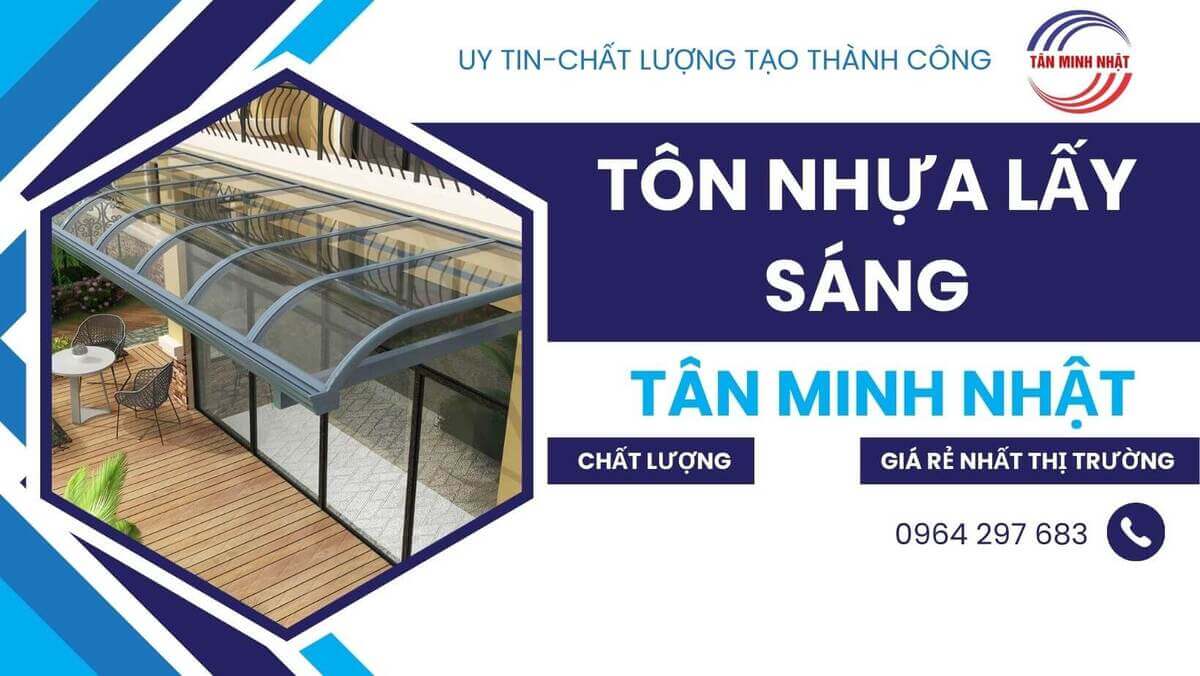 UY TIN-CHẤT LƯỢNG TẠO THÀNH CÔNG
TÂN MINH NHẬT
TÔN NHỰA LẤY
SÁNG
TÂN MINH NHẬT
CHẤT LƯỢNG
GIÁ RẺ NHẤT THỊ TRƯỜNG
0964 297 683